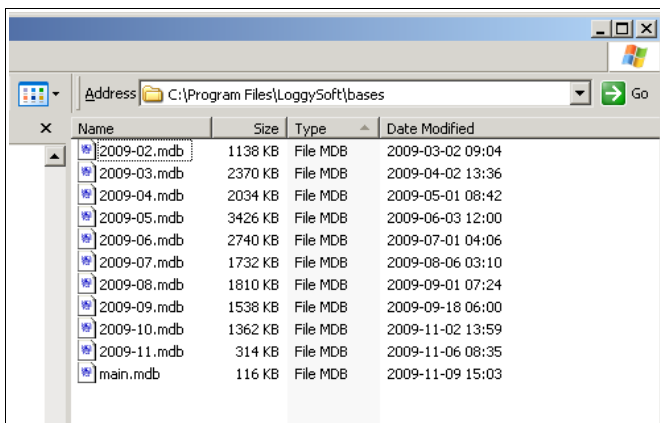 Address C:\Program Files\LoggySoft\bases Go
Name Size Type Date Modified
2009-02.mdb 1138 KB File MDB 2009-03-02 09:04
2009-03.mdb 2370 KB File MDB 2009-04-02 13:36
2009-04.mdb 2034 KB File MDB 2009-05-01 08:42
2009-05.mdb 3426 KB File MDB 2009-06-03 12:00
2009-06.mdb 2740 KB File MDB 2009-07-01 04:06
2009-07.mdb 1732 KB File MDB 2009-08-06 03:10
2009-08.mdb 1810 KB File MDB 2009-09-01 07:24
2009-09.mdb 1538 KB File MDB 2009-09-18 06:00
2009-10.mdb 1362 KB File MDB 2009-11-02 13:59
2009-11.mdb 314 KB File MDB 2009-11-06 08:35
main.mdb 116 KB File MDB 2009-11-09 15:03